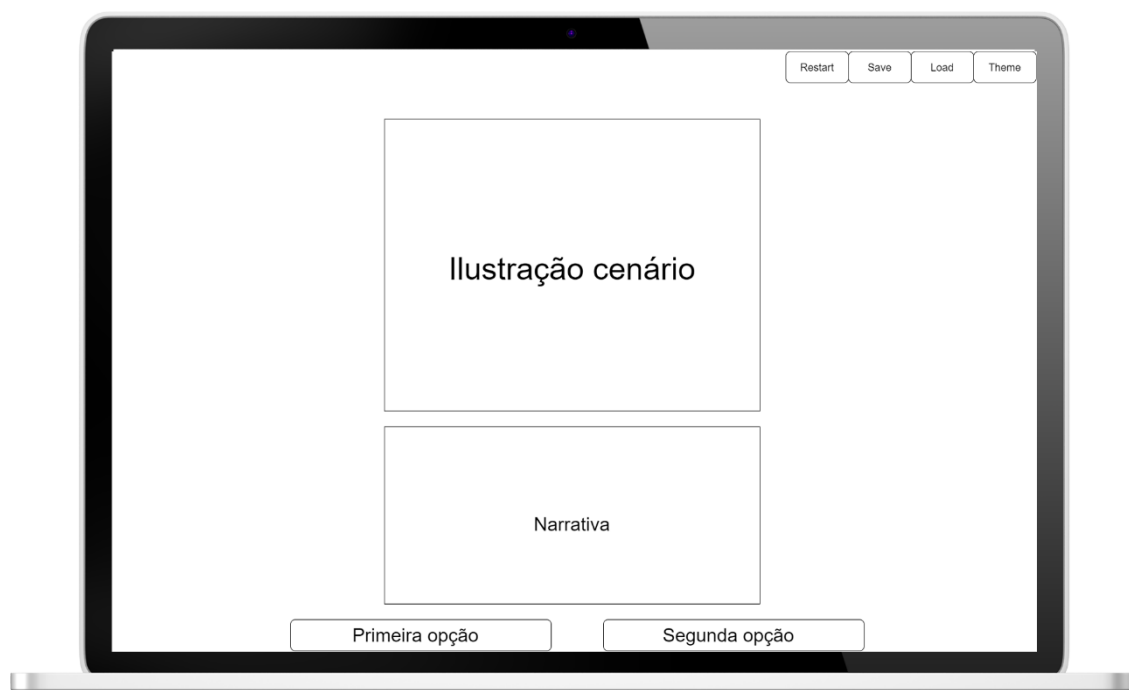 Restart Save Load Theme
Ilustração cenário
Narrativa
Primeira opção Segunda opção